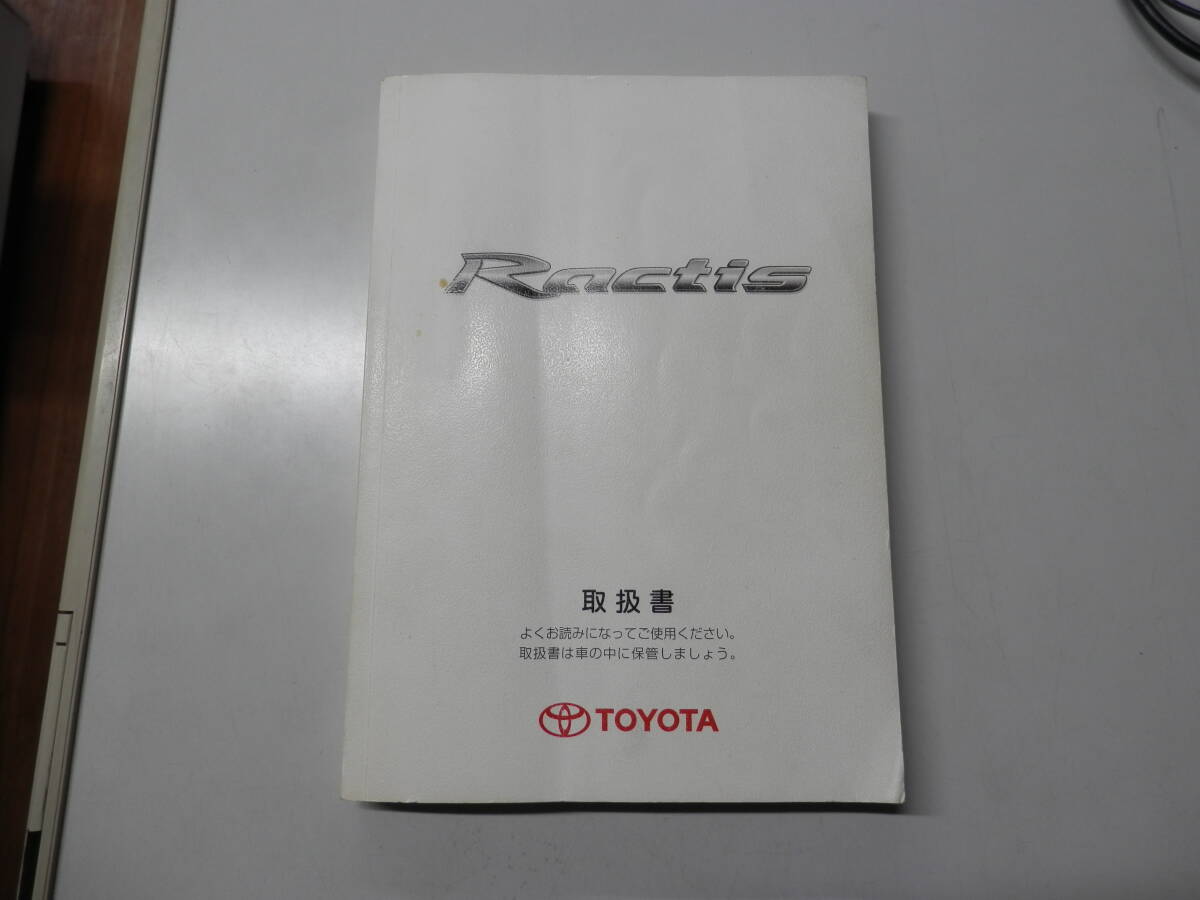 Ractis
取扱書
よくお読みになってご使用ください。
取扱書は車の中に保管しましょう。
TOYOTA